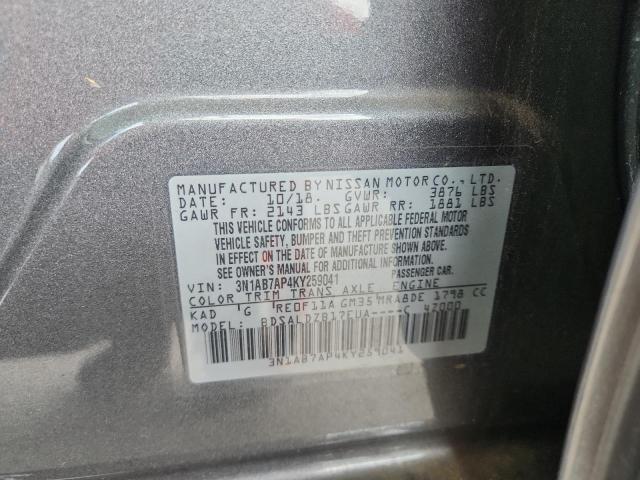 MANUFACTURED BY NISSAN MOTOR CO., LTD.
DATE: 10/18 GVWR: 3876 LBS
GAWR FR: 2143 LBS GAWR RR: 1881 LBS
THIS VEHICLE CONFORMS TO ALL APPLICABLE FEDERAL MOTOR
VEHICLE SAFETY, BUMPER AND THEFT PREVENTION STANDARDS
IN EFFECT ON THE DATE OF MANUFACTURE SHOWN ABOVE.
SEE OWNER'S MANUAL FOR ADDITIONAL INFORMATION.
VIN: 3N1AB7AP4KY259041 PASSENGER CAR.
COLOR TRIM TRANS AXLE ENGINE
KAD G RE0F11A GM35 MRA8DE 1798 CC
MODEL: BDSALDZB17EUA----C 42000
3N1AB7AP4KY259041